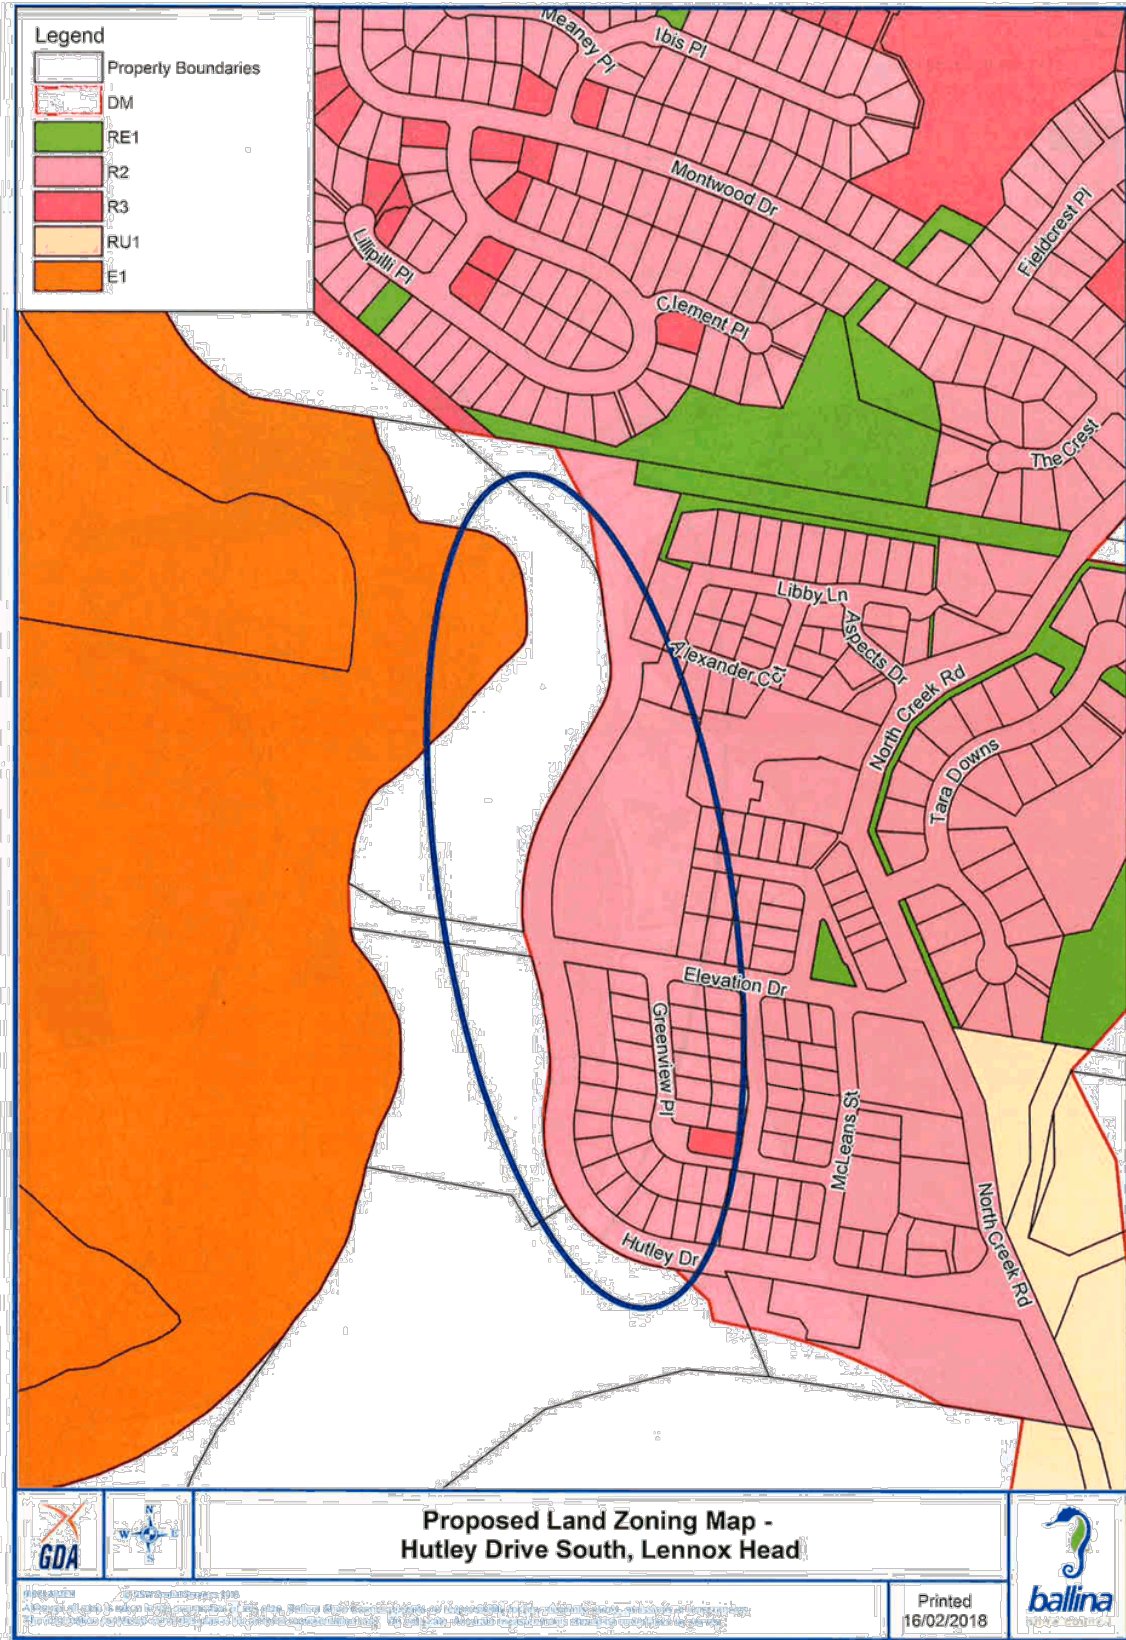 Legend
Property Boundaries
DM
RE1
R2
R3
RU1
E1
Meaney Pl
Ibis Pl
Montwood Dr
Fieldcrest Pl
Lillipilli Pl
Clement Pl
The Crest
Libby Ln
Aspects Dr
Alexander Cct
North Creek Rd
Tara Downs
Elevation Dr
Greenview Pl
McLeans St
Hutley Dr
North Creek Rd
GDA
N
W E
S
Proposed Land Zoning Map -
Hutley Drive South, Lennox Head
Printed
16/02/2018
ballina